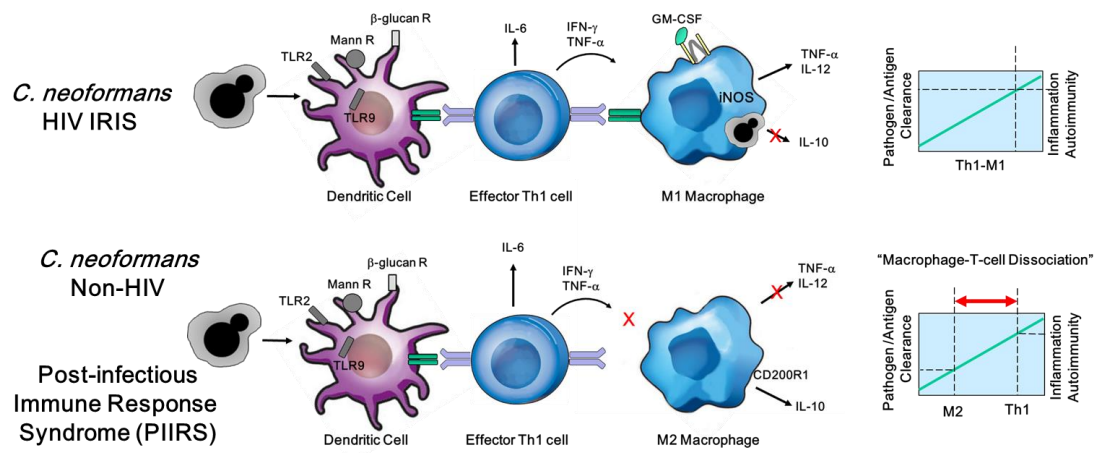 C. neoformans
HIV IRIS
TLR2
Mann R
β-glucan R
TLR9
Dendritic Cell
IL-6
IFN-γ
TNF-α
Effector Th1 cell
GM-CSF
iNOS
TNF-α
IL-12
X
IL-10
M1 Macrophage
Pathogen/Antigen
Clearance
Inflammation
Autoimmunity
Th1-M1
C. neoformans
Non-HIV
Post-infectious
Immune Response
Syndrome (PIIRS)
TLR2
Mann R
β-glucan R
TLR9
Dendritic Cell
IL-6
IFN-γ
TNF-α
X
Effector Th1 cell
TNF-α
IL-12
X
CD200R1
IL-10
M2 Macrophage
“Macrophage-T-cell Dissociation”
Pathogen/Antigen
Clearance
Inflammation
Autoimmunity
M2
Th1